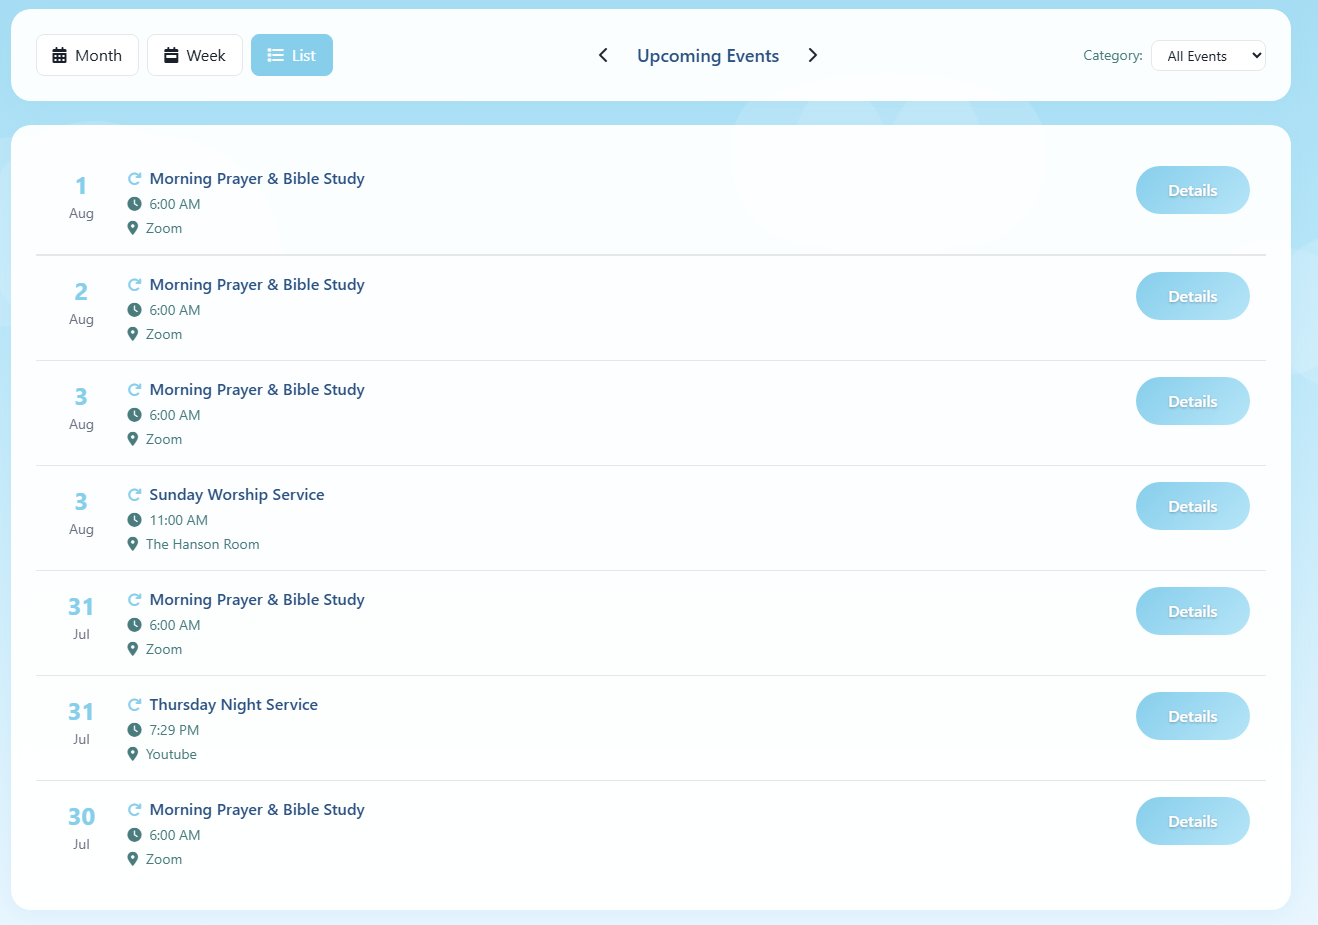 Month
Week
List
Upcoming Events
Category:
All Events
1
Aug
Morning Prayer & Bible Study
6:00 AM
Zoom
Details
2
Aug
Morning Prayer & Bible Study
6:00 AM
Zoom
Details
3
Aug
Morning Prayer & Bible Study
6:00 AM
Zoom
Details
3
Aug
Sunday Worship Service
11:00 AM
The Hanson Room
Details
31
Jul
Morning Prayer & Bible Study
6:00 AM
Zoom
Details
31
Jul
Thursday Night Service
7:29 PM
Youtube
Details
30
Jul
Morning Prayer & Bible Study
6:00 AM
Zoom
Details